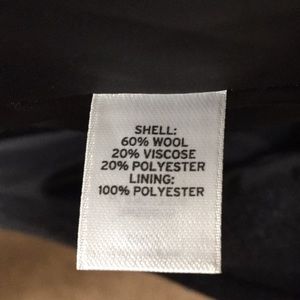 SHELL:
60% WOOL
20% VISCOSE
20% POLYESTER
LINING:
100% POLYESTER